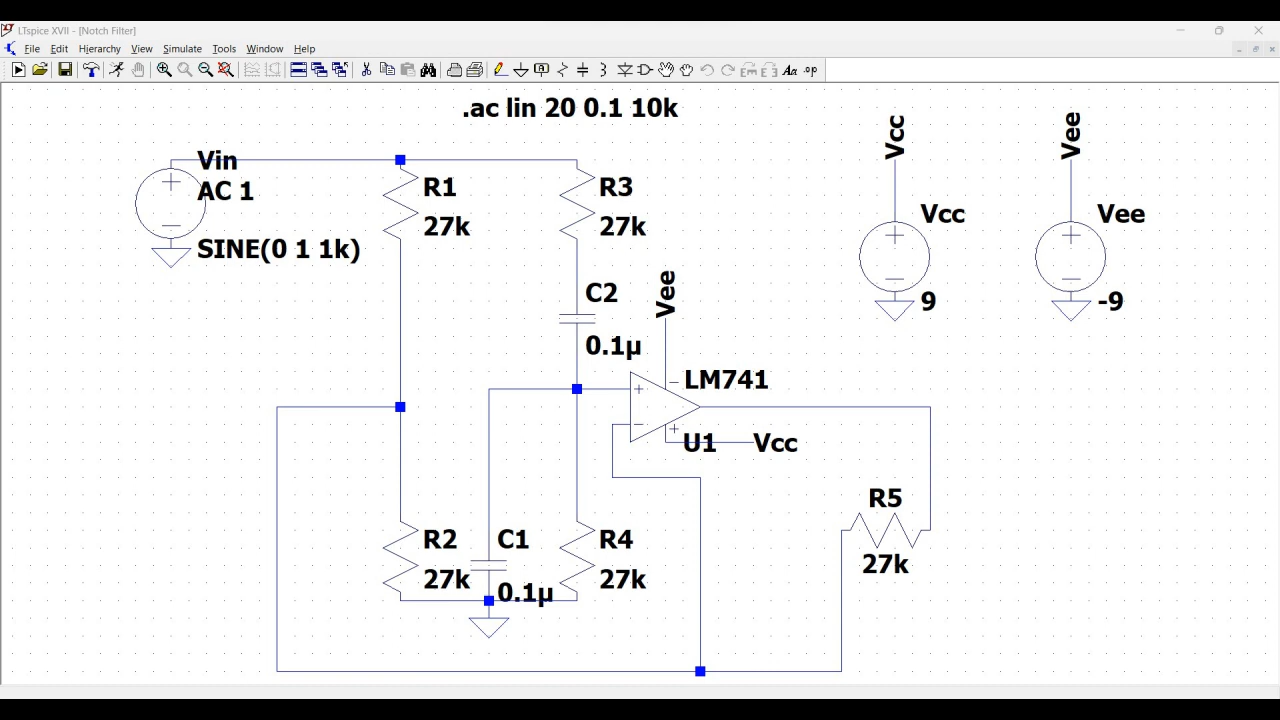 LTspice XVII - [Notch Filter]
File Edit Hierarchy View Simulate Tools Window Help
.ac lin 20 0.1 10k
Vin
AC 1
SINE(0 1 1k)
R1
27k
R3
27k
C2
0.1µ
Vee
LM741
U1
Vcc
Vcc
Vcc
9
Vee
Vee
-9
R5
27k
R2
27k
C1
0.1µ
R4
27k